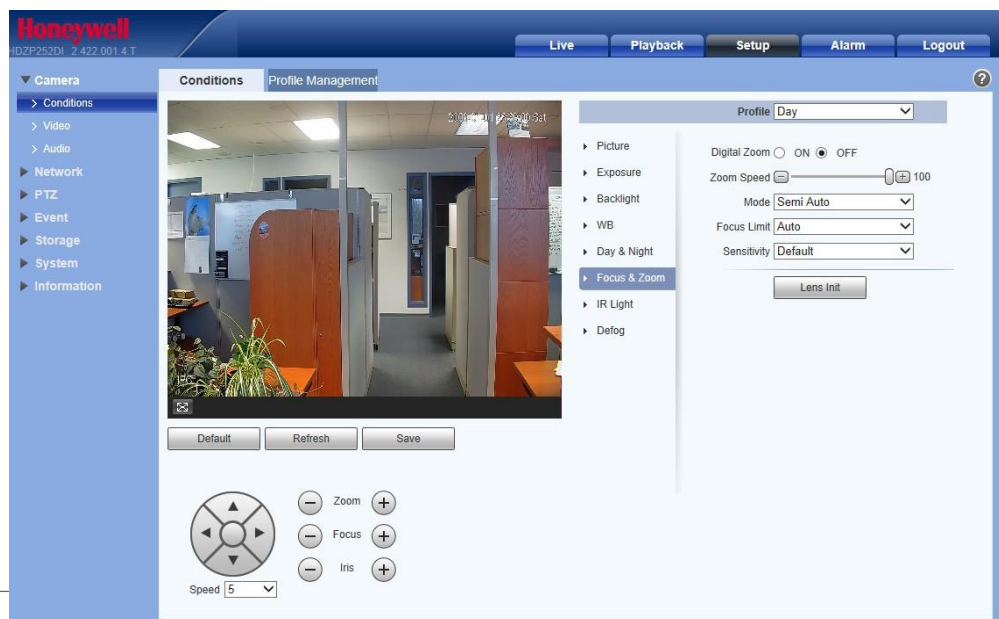 Honeywell
HDZP252DI 2.422.001.4.T
Live Playback Setup Alarm Logout
Camera
Conditions
Video
Audio
Network
PTZ
Event
Storage
System
Information
Conditions Profile Management
Profile Day
Picture
Exposure
Backlight
WB
Day & Night
Focus & Zoom
IR Light
Defog
Digital Zoom ON OFF
Zoom Speed 100
Mode Semi Auto
Focus Limit Auto
Sensitivity Default
Lens Init
Sat
Default Refresh Save
Zoom
Focus
Iris
Speed 5